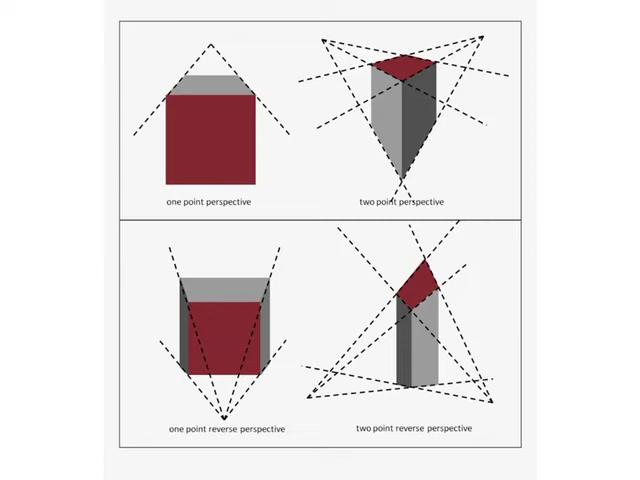 one point perspective
two point perspective
one point reverse perspective
two point reverse perspective